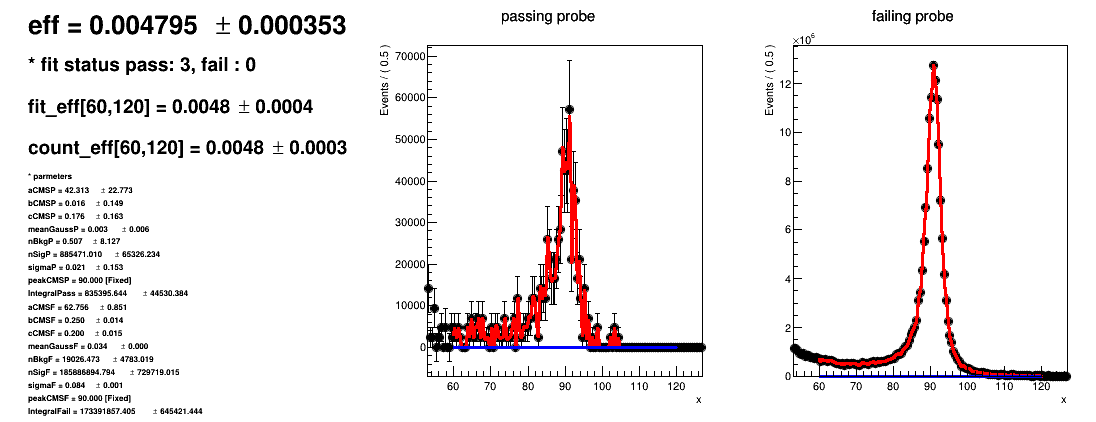 eff = 0.004795 ± 0.000353
* fit status pass: 3, fail : 0
fit_eff[60,120] = 0.0048 ± 0.0004
count_eff[60,120] = 0.0048 ± 0.0003
* parmeters
aCMSP = 42.313 ± 22.773
bCMSP = 0.016 ± 0.149
cCMSP = 0.176 ± 0.163
meanGaussP = 0.003 ± 0.006
nBkgP = 0.507 ± 8.127
nSigP = 885471.010 ± 65326.234
sigmaP = 0.021 ± 0.153
peakCMSP = 90.000 [Fixed]
IntegralPass = 835395.644 ± 44530.384
aCMSF = 62.756 ± 0.851
bCMSF = 0.250 ± 0.014
cCMSF = 0.200 ± 0.015
meanGaussF = 0.034 ± 0.000
nBkgF = 19026.473 ± 4783.019
nSigF = 185886894.794 ± 729719.015
sigmaF = 0.084 ± 0.001
peakCMSF = 90.000 [Fixed]
IntegralFail = 173391857.405 ± 645421.444
passing probe
Events / ( 0.5 )
70000
60000
50000
40000
30000
20000
10000
0
60 70 80 90 100 110 120
x
failing probe
×10^6
Events / ( 0.5 )
12
10
8
6
4
2
0
60 70 80 90 100 110 120
x